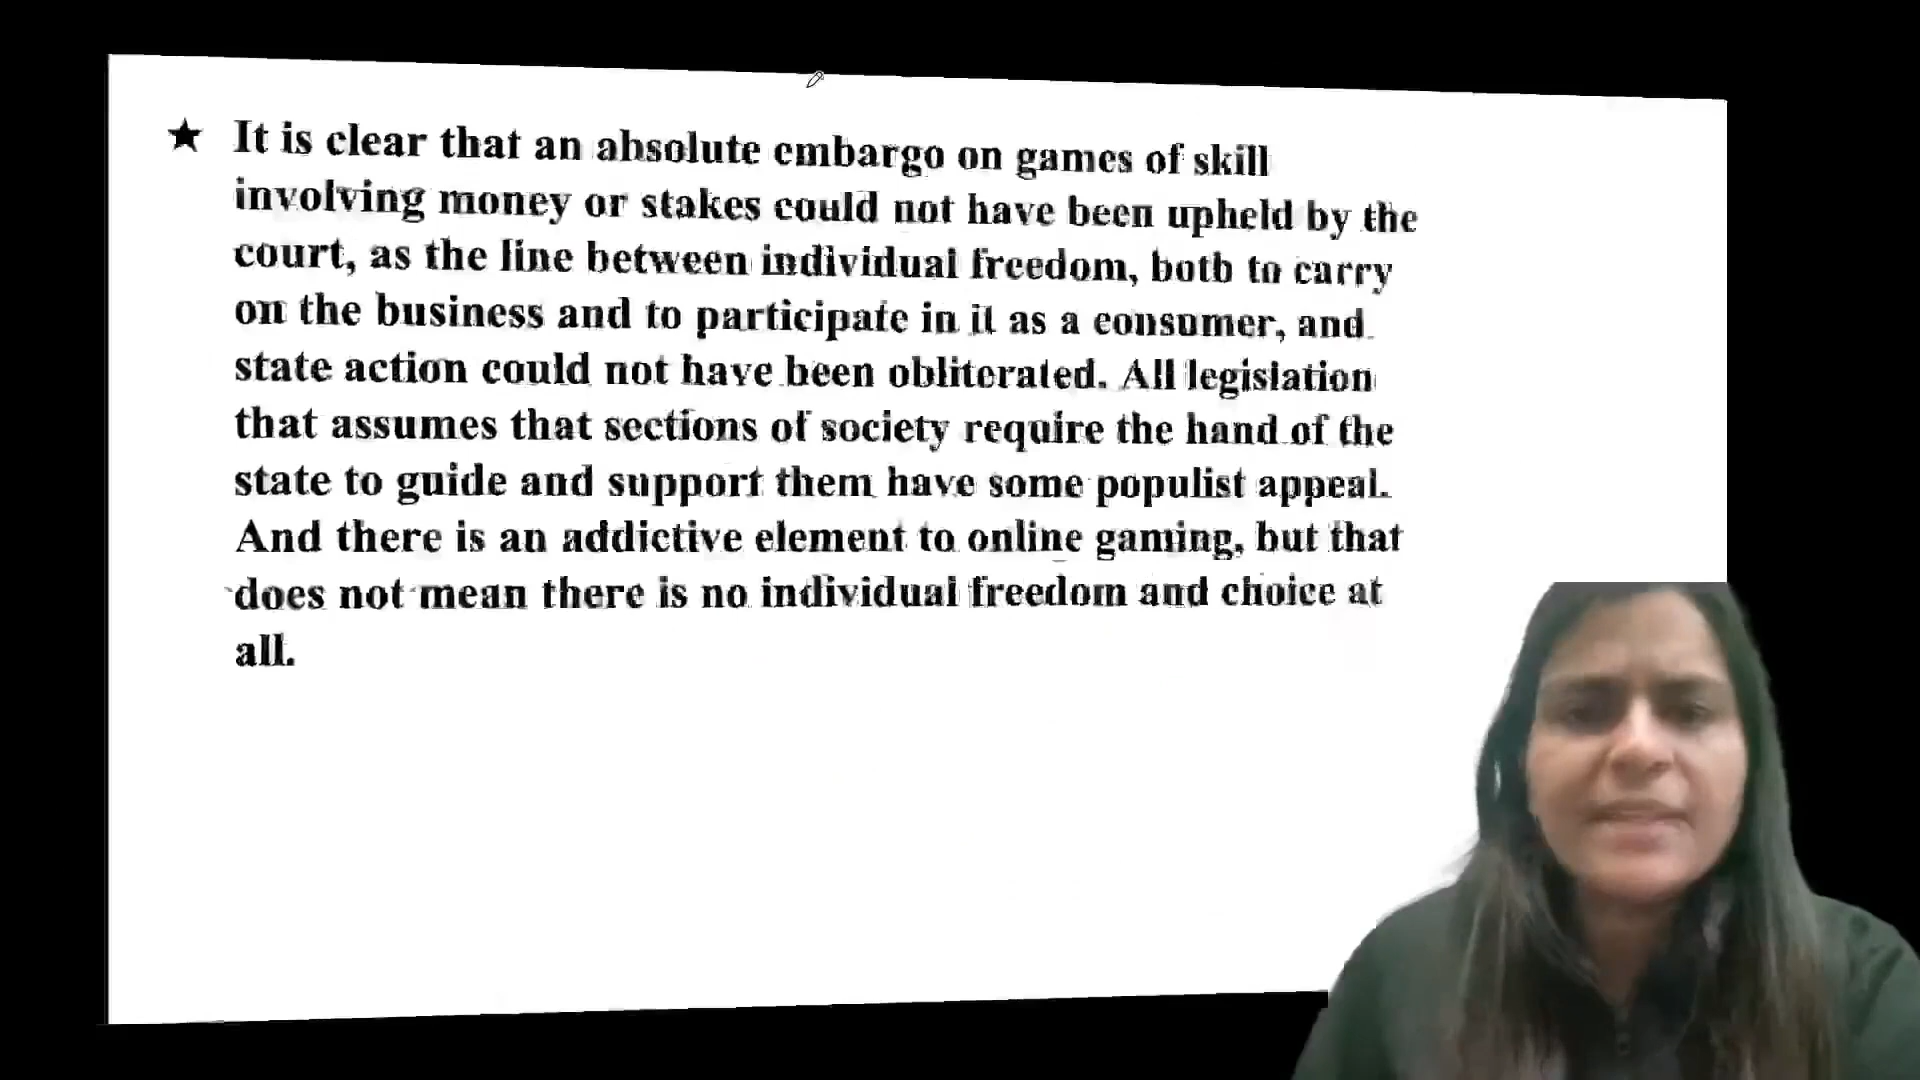 ★ It is clear that an absolute embargo on games of skill
involving money or stakes could not have been upheld by the
court, as the line between individual freedom, both to carry
on the business and to participate in it as a consumer, and
state action could not have been obliterated. All legislation
that assumes that sections of society require the hand of the
state to guide and support them have some populist appeal.
And there is an addictive element to online gaming, but that
does not mean there is no individual freedom and choice at
all.